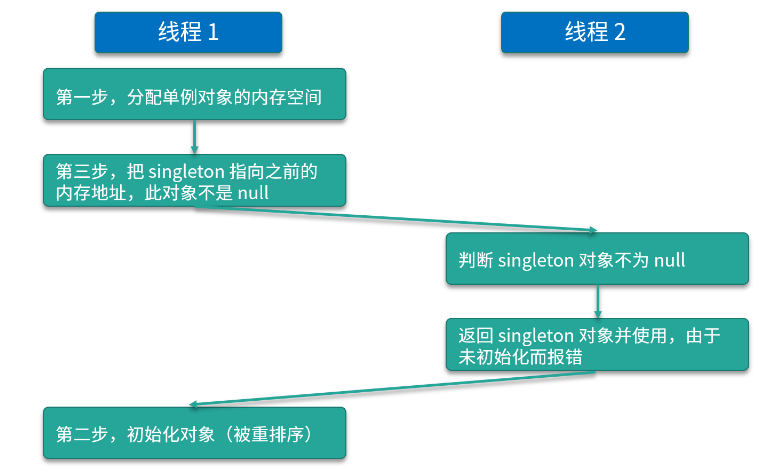 线程 1
线程 2
第一步，分配单例对象的内存空间
第三步，把 singleton 指向之前的
内存地址，此对象不是 null
判断 singleton 对象不为 null
返回 singleton 对象并使用，由于
未初始化而报错
第二步，初始化对象（被重排序）